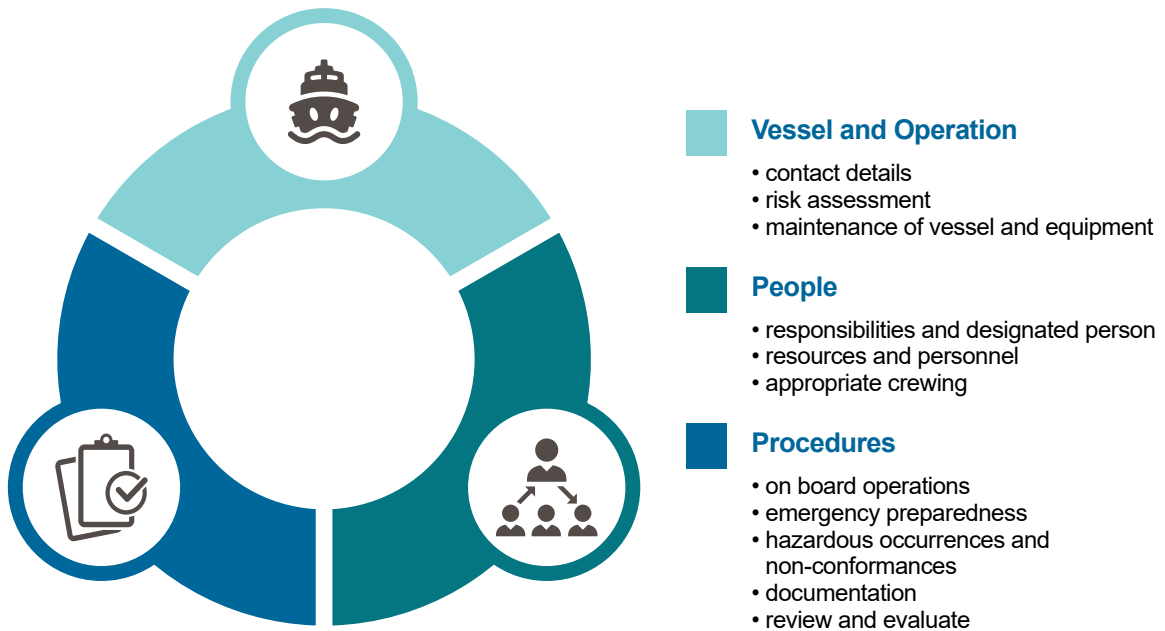 Vessel and Operation
• contact details
• risk assessment
• maintenance of vessel and equipment
People
• responsibilities and designated person
• resources and personnel
• appropriate crewing
Procedures
• on board operations
• emergency preparedness
• hazardous occurrences and
non-conformances
• documentation
• review and evaluate